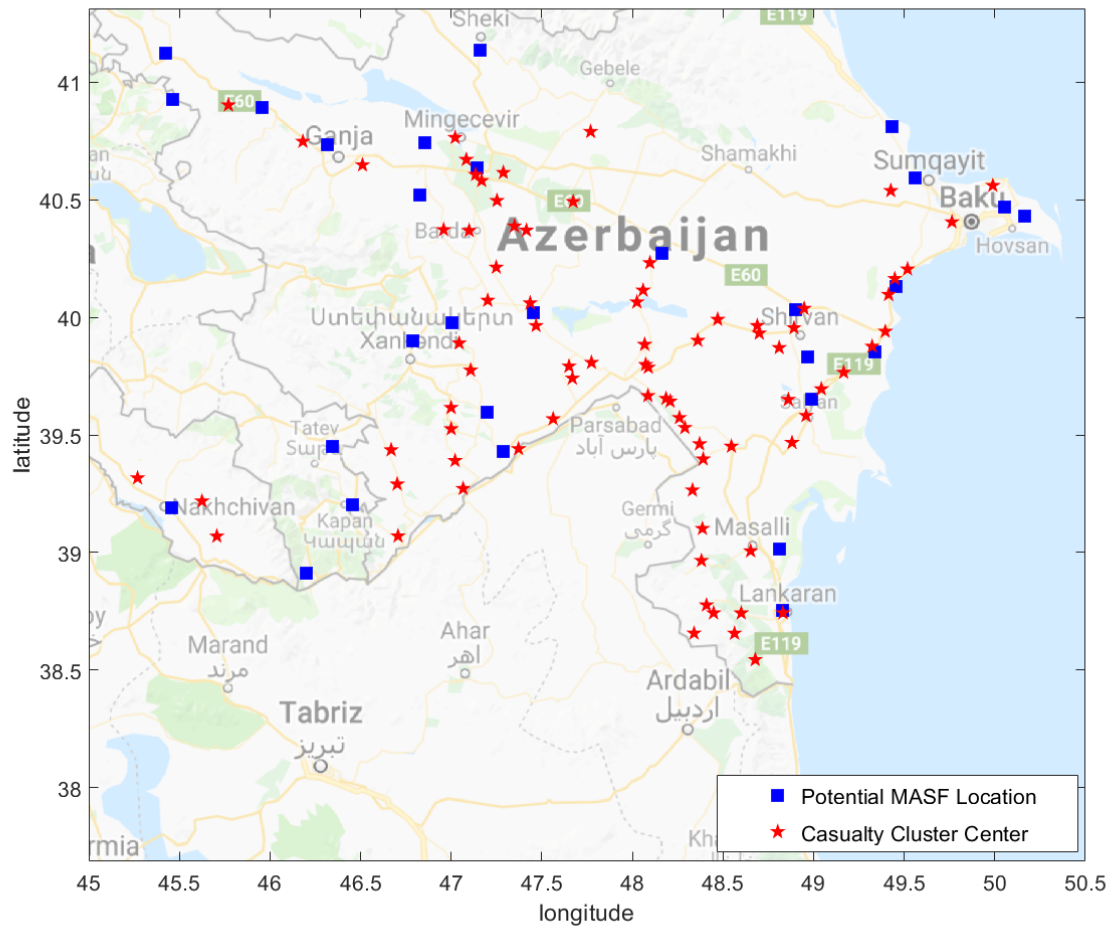 Sheki
E119
Gebele
41
E60
Mingecevir
Ganja
Shamakhi
Sumqayit
40.5
Baku
Barda
Azerbaijan
Hovsan
E60
40
Ստեփանակերտ
Xankendi
Shirvan
E119
latitude
39.5
Tatev
Parsabad
پارس آباد
Nakhchivan
Germi
گرمی
Masalli
39
Kapan
Կապան
Lankaran
Ahar
اهر
Marand
مرند
E119
38.5
Ardabil
اردبیل
Tabriz
تبریز
38
Potential MASF Location
Casualty Cluster Center
45 45.5 46 46.5 47 47.5 48 48.5 49 49.5 50 50.5
longitude